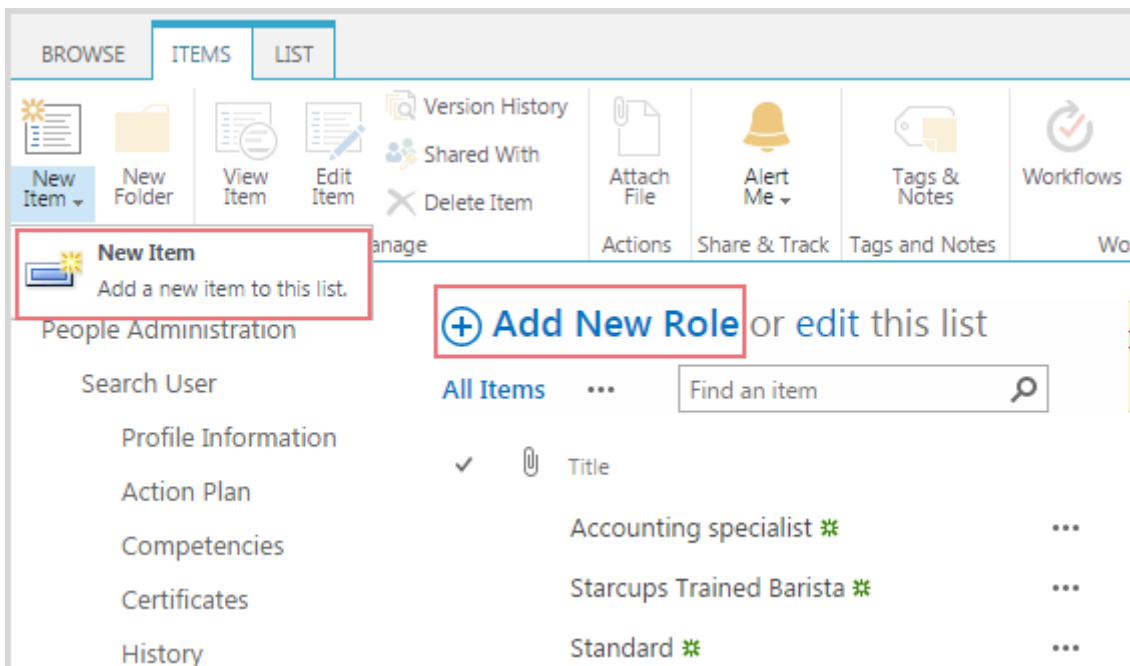 BROWSE ITEMS LIST
New Item
New Folder
View Item
Edit Item
Version History
Shared With
Delete Item
Attach File
Alert Me
Tags & Notes
Workflows
anage
Actions
Share & Track
Tags and Notes
Wo
New Item
Add a new item to this list.
People Administration
Search User
Profile Information
Action Plan
Competencies
Certificates
History
Add New Role or edit this list
All Items ••• Find an item
Title
Accounting specialist •••
Starcups Trained Barista •••
Standard •••